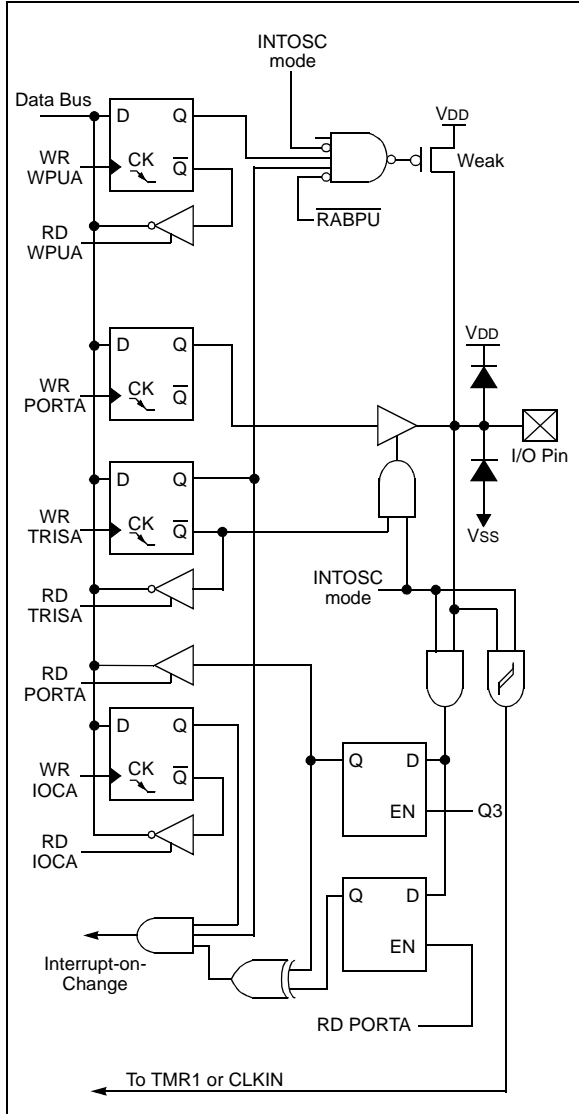 INTOSC
mode
Data Bus
VDD
D Q
WR
WPUA
CK
Q
Weak
RABPU
RD
WPUA
D Q
VDD
WR
PORTA
CK
Q
I/O Pin
D Q
WR
TRISA
CK
Q
VSS
INTOSC
mode
RD
TRISA
RD
PORTA
D Q
WR
IOCA
CK
Q
Q D
EN
Q3
RD
IOCA
Q D
EN
Interrupt-on-
Change
RD PORTA
To TMR1 or CLKIN